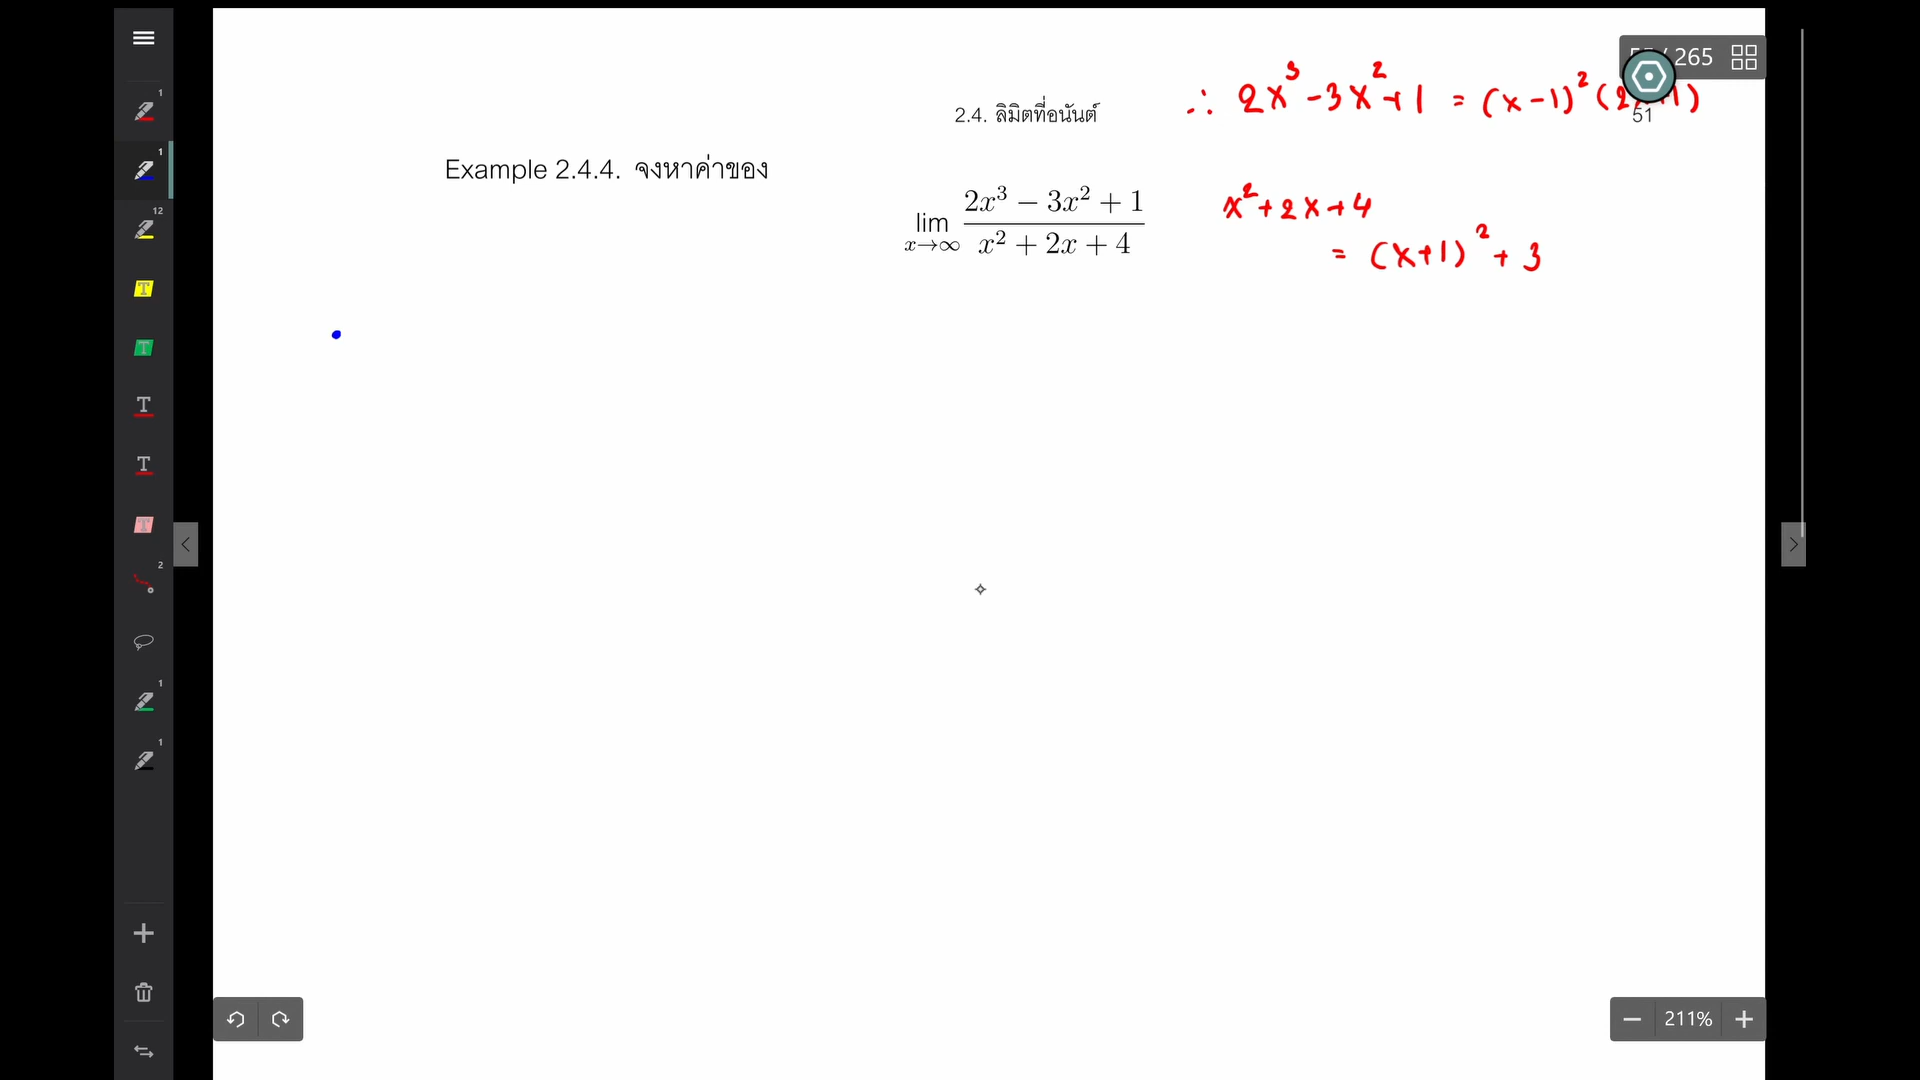 265
2.4. ลิมิตที่อนันต์
51
∴ 2x³ - 3x² + 1 = (x - 1)² (2x + 1)
Example 2.4.4. จงหาค่าของ
lim x→∞ (2x³ − 3x² + 1) / (x² + 2x + 4)
x² + 2x + 4
= (x+1)² + 3
211%